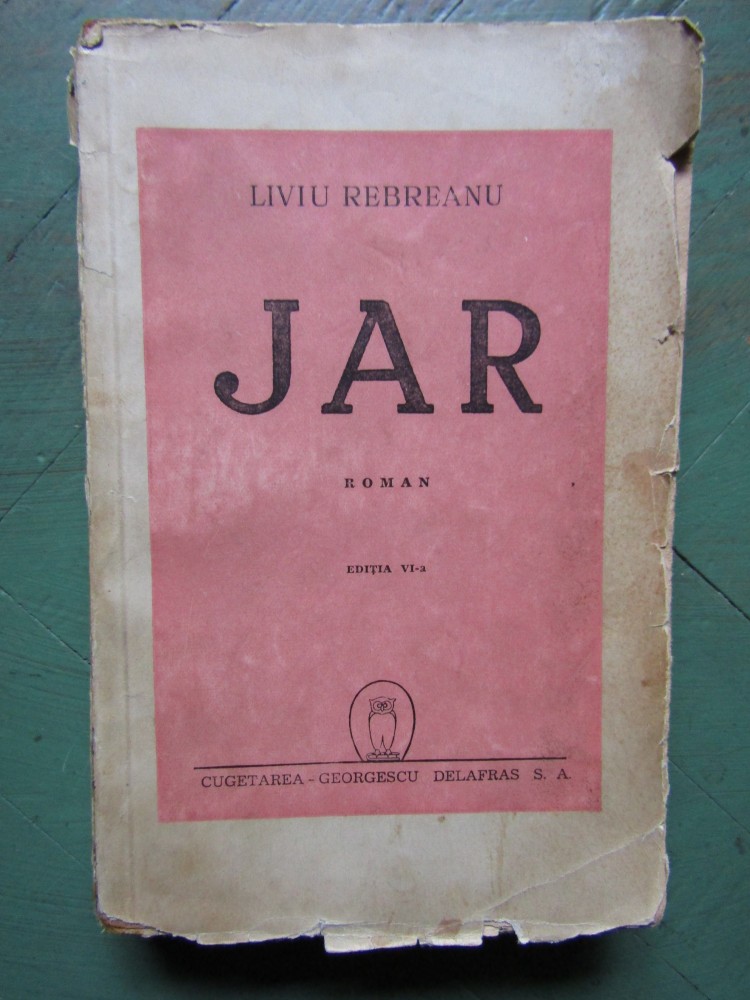 LIVIU REBREANU
JAR
ROMAN
EDIȚIA VI-a
CUGETAREA - GEORGESCU DELAFRAS S. A.